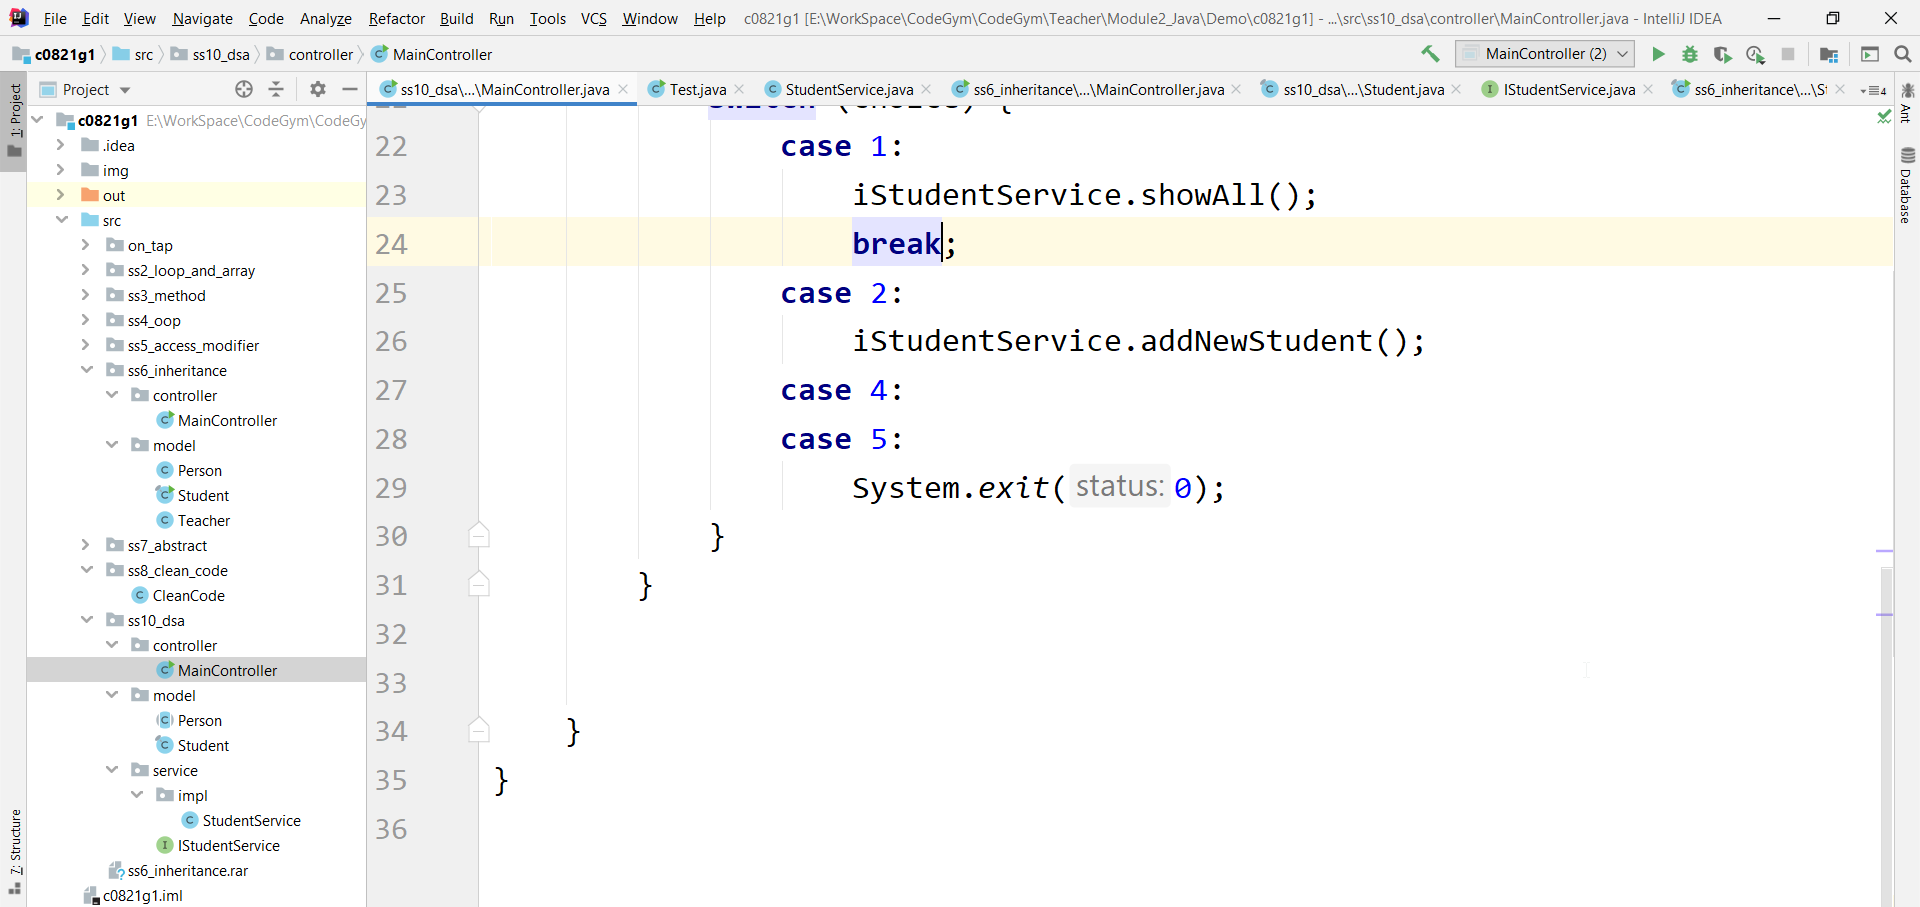 File Edit View Navigate Code Analyze Refactor Build Run Tools VCS Window Help c0821g1 [E:\WorkSpace\CodeGym\CodeGym\Teacher\Module2_Java\Demo\c0821g1] - ...\src\ss10_dsa\controller\MainController.java - IntelliJ IDEA
c0821g1 src ss10_dsa controller MainController MainController (2)
Project ss10_dsa\...\MainController.java Test.java StudentService.java ss6_inheritance\...\MainController.java ss10_dsa\...\Student.java IStudentService.java ss6_inheritance\...\St 4
1: Project
7: Structure
Ant
Database
c0821g1 E:\WorkSpace\CodeGym\CodeGy
.idea
img
out
src
on_tap
ss2_loop_and_array
ss3_method
ss4_oop
ss5_access_modifier
ss6_inheritance
controller
MainController
model
Person
Student
Teacher
ss7_abstract
ss8_clean_code
CleanCode
ss10_dsa
controller
MainController
model
Person
Student
service
impl
StudentService
IStudentService
ss6_inheritance.rar
c0821g1.iml
switch (choice) {
22 case 1:
23 iStudentService.showAll();
24 break;
25 case 2:
26 iStudentService.addNewStudent();
27 case 4:
28 case 5:
29 System.exit( status: 0);
30 }
31 }
32
33
34 }
35 }
36